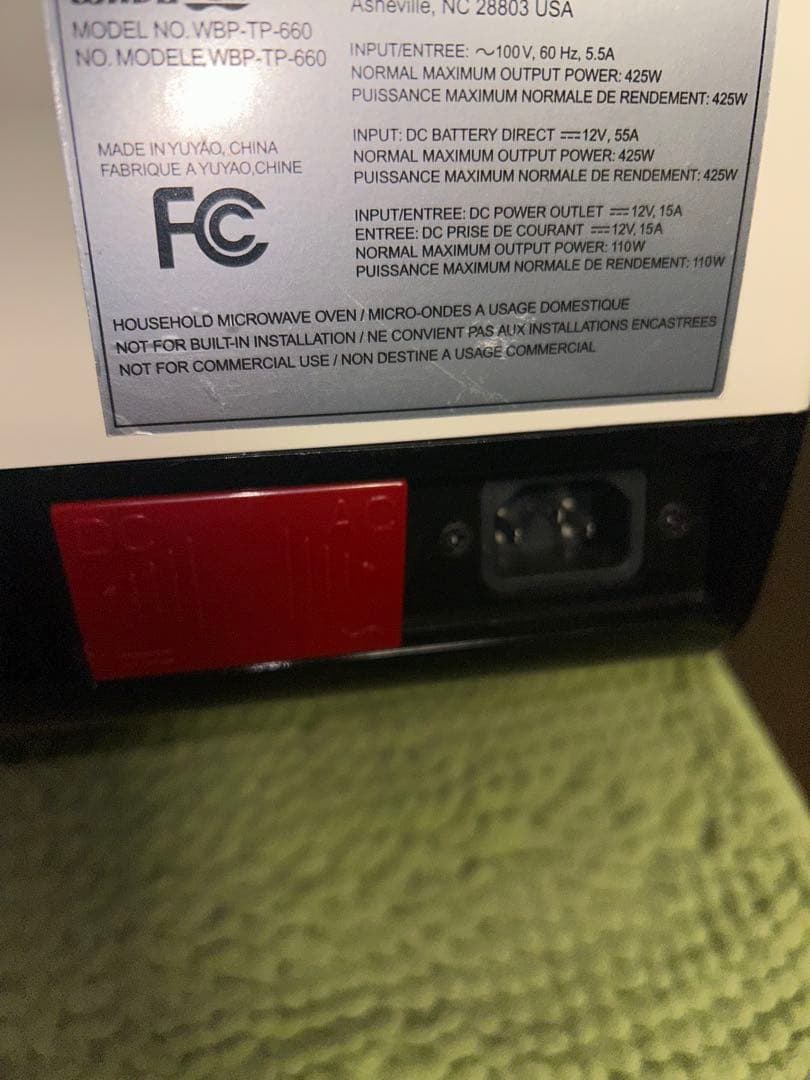 Asheville, NC 28803 USA
MODEL NO. WBP-TP-660
NO. MODELE WBP-TP-660
INPUT/ENTREE: ~100V, 60 Hz, 5.5A
NORMAL MAXIMUM OUTPUT POWER: 425W
PUISSANCE MAXIMUM NORMALE DE RENDEMENT: 425W
INPUT: DC BATTERY DIRECT ⎓12V, 55A
NORMAL MAXIMUM OUTPUT POWER: 425W
PUISSANCE MAXIMUM NORMALE DE RENDEMENT: 425W
MADE IN YUYAO, CHINA
FABRIQUE A YUYAO,CHINE
FC
INPUT/ENTREE: DC POWER OUTLET ⎓12V, 15A
ENTREE: DC PRISE DE COURANT ⎓12V, 15A
NORMAL MAXIMUM OUTPUT POWER: 110W
PUISSANCE MAXIMUM NORMALE DE RENDEMENT: 110W
HOUSEHOLD MICROWAVE OVEN / MICRO-ONDES A USAGE DOMESTIQUE
NOT FOR BUILT-IN INSTALLATION / NE CONVIENT PAS AUX INSTALLATIONS ENCASTREES
NOT FOR COMMERCIAL USE / NON DESTINE A USAGE COMMERCIAL
DC AC